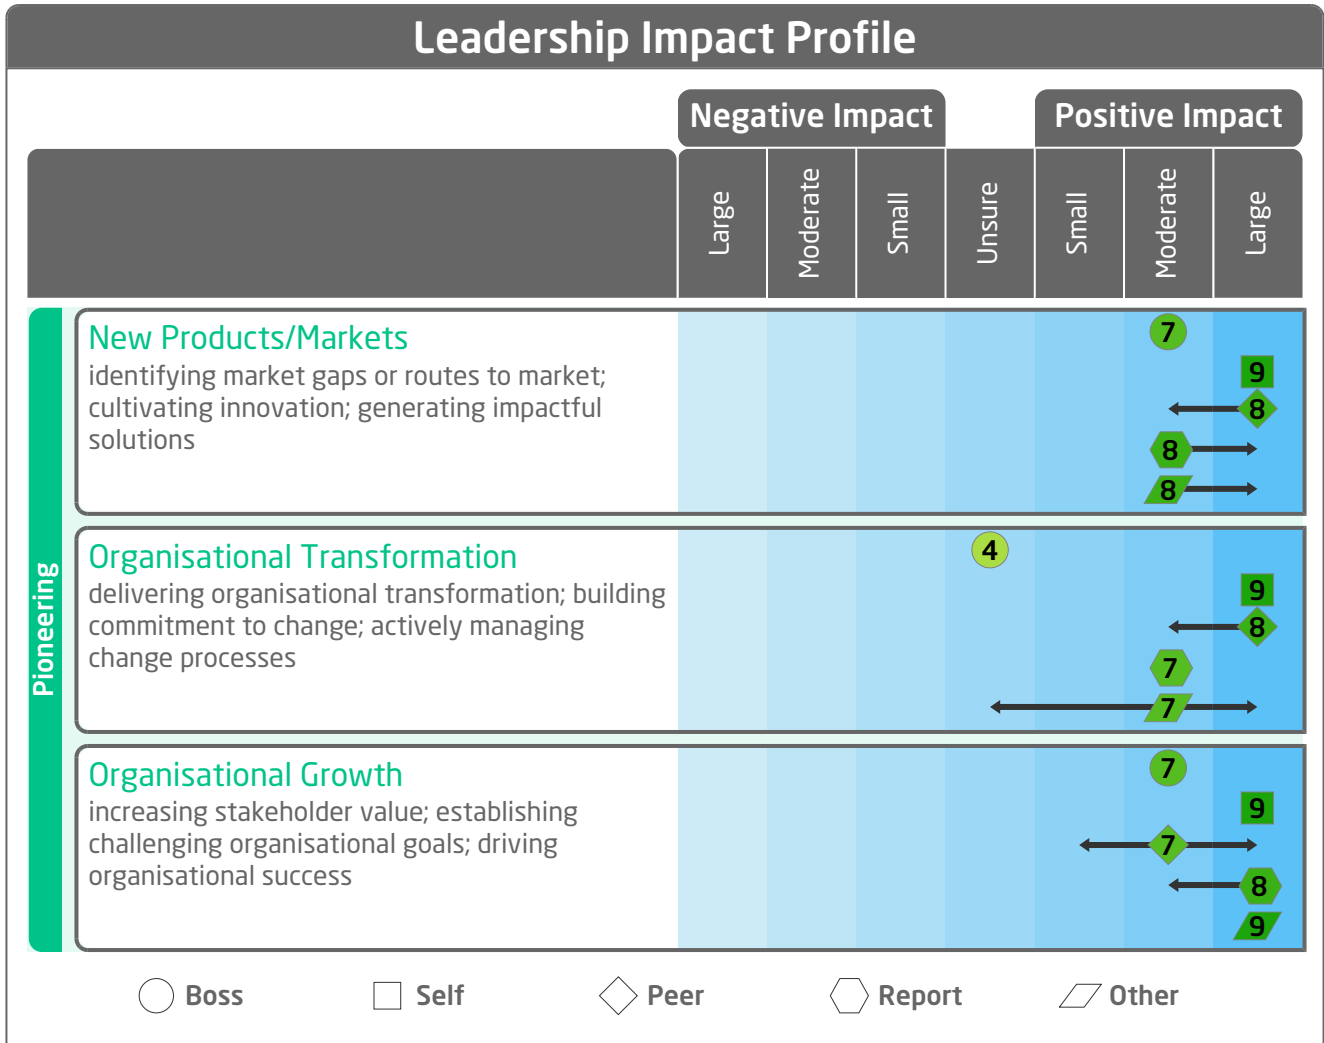 Leadership Impact Profile
Negative Impact
Positive Impact
Large
Moderate
Small
Unsure
Small
Moderate
Large
Pioneering
New Products/Markets
identifying market gaps or routes to market;
cultivating innovation; generating impactful
solutions
7
9
8
8
8
Organisational Transformation
delivering organisational transformation; building
commitment to change; actively managing
change processes
4
9
8
7
7
Organisational Growth
increasing stakeholder value; establishing
challenging organisational goals; driving
organisational success
7
9
7
8
9
Boss
Self
Peer
Report
Other